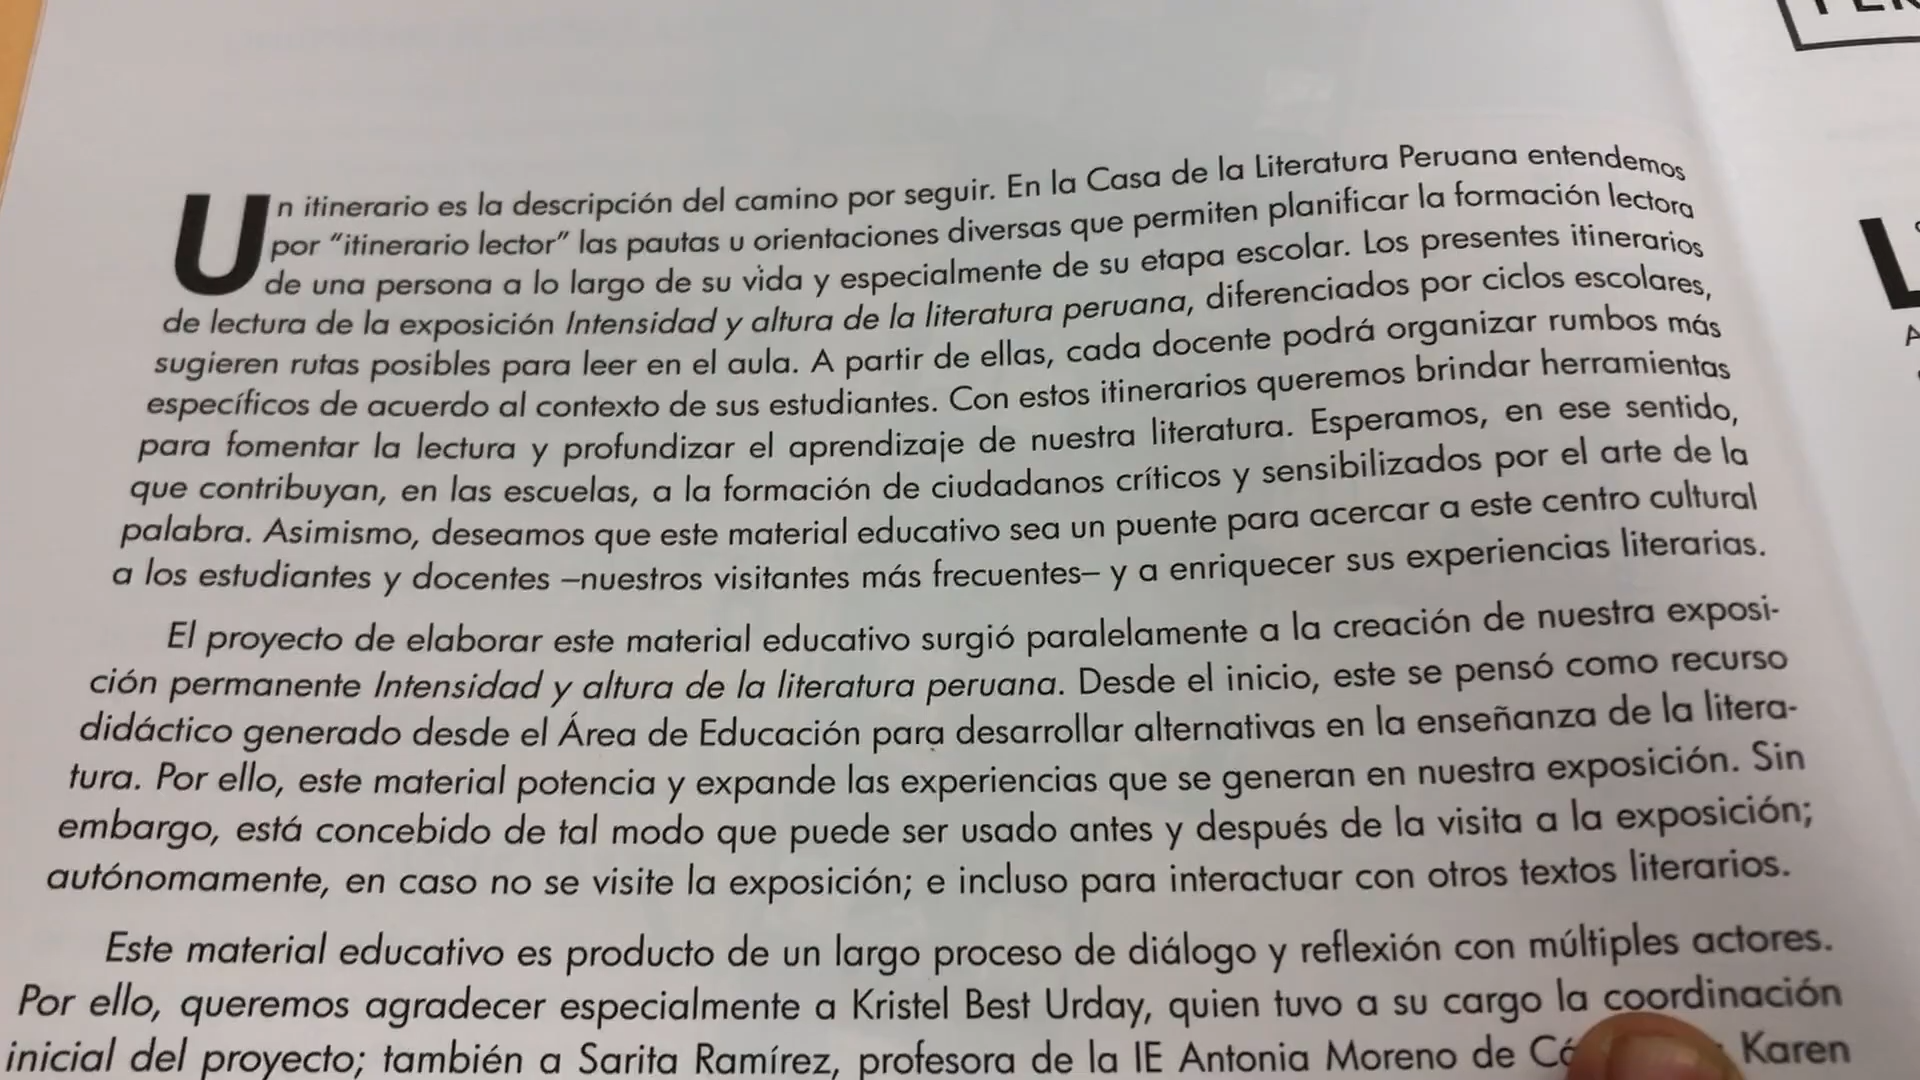 Un itinerario es la descripción del camino por seguir. En la Casa de la Literatura Peruana entendemos
por “itinerario lector” las pautas u orientaciones diversas que permiten planificar la formación lectora
de una persona a lo largo de su vida y especialmente de su etapa escolar. Los presentes itinerarios
de lectura de la exposición Intensidad y altura de la literatura peruana, diferenciados por ciclos escolares,
sugieren rutas posibles para leer en el aula. A partir de ellas, cada docente podrá organizar rumbos más
específicos de acuerdo al contexto de sus estudiantes. Con estos itinerarios queremos brindar herramientas
para fomentar la lectura y profundizar el aprendizaje de nuestra literatura. Esperamos, en ese sentido,
que contribuyan, en las escuelas, a la formación de ciudadanos críticos y sensibilizados por el arte de la
palabra. Asimismo, deseamos que este material educativo sea un puente para acercar a este centro cultural
a los estudiantes y docentes –nuestros visitantes más frecuentes– y a enriquecer sus experiencias literarias.
El proyecto de elaborar este material educativo surgió paralelamente a la creación de nuestra exposi-
ción permanente Intensidad y altura de la literatura peruana. Desde el inicio, este se pensó como recurso
didáctico generado desde el Área de Educación para desarrollar alternativas en la enseñanza de la litera-
tura. Por ello, este material potencia y expande las experiencias que se generan en nuestra exposición. Sin
embargo, está concebido de tal modo que puede ser usado antes y después de la visita a la exposición;
autónomamente, en caso no se visite la exposición; e incluso para interactuar con otros textos literarios.
Este material educativo es producto de un largo proceso de diálogo y reflexión con múltiples actores.
Por ello, queremos agradecer especialmente a Kristel Best Urday, quien tuvo a su cargo la coordinación
inicial del proyecto; también a Sarita Ramírez, profesora de la IE Antonia Moreno de Karen